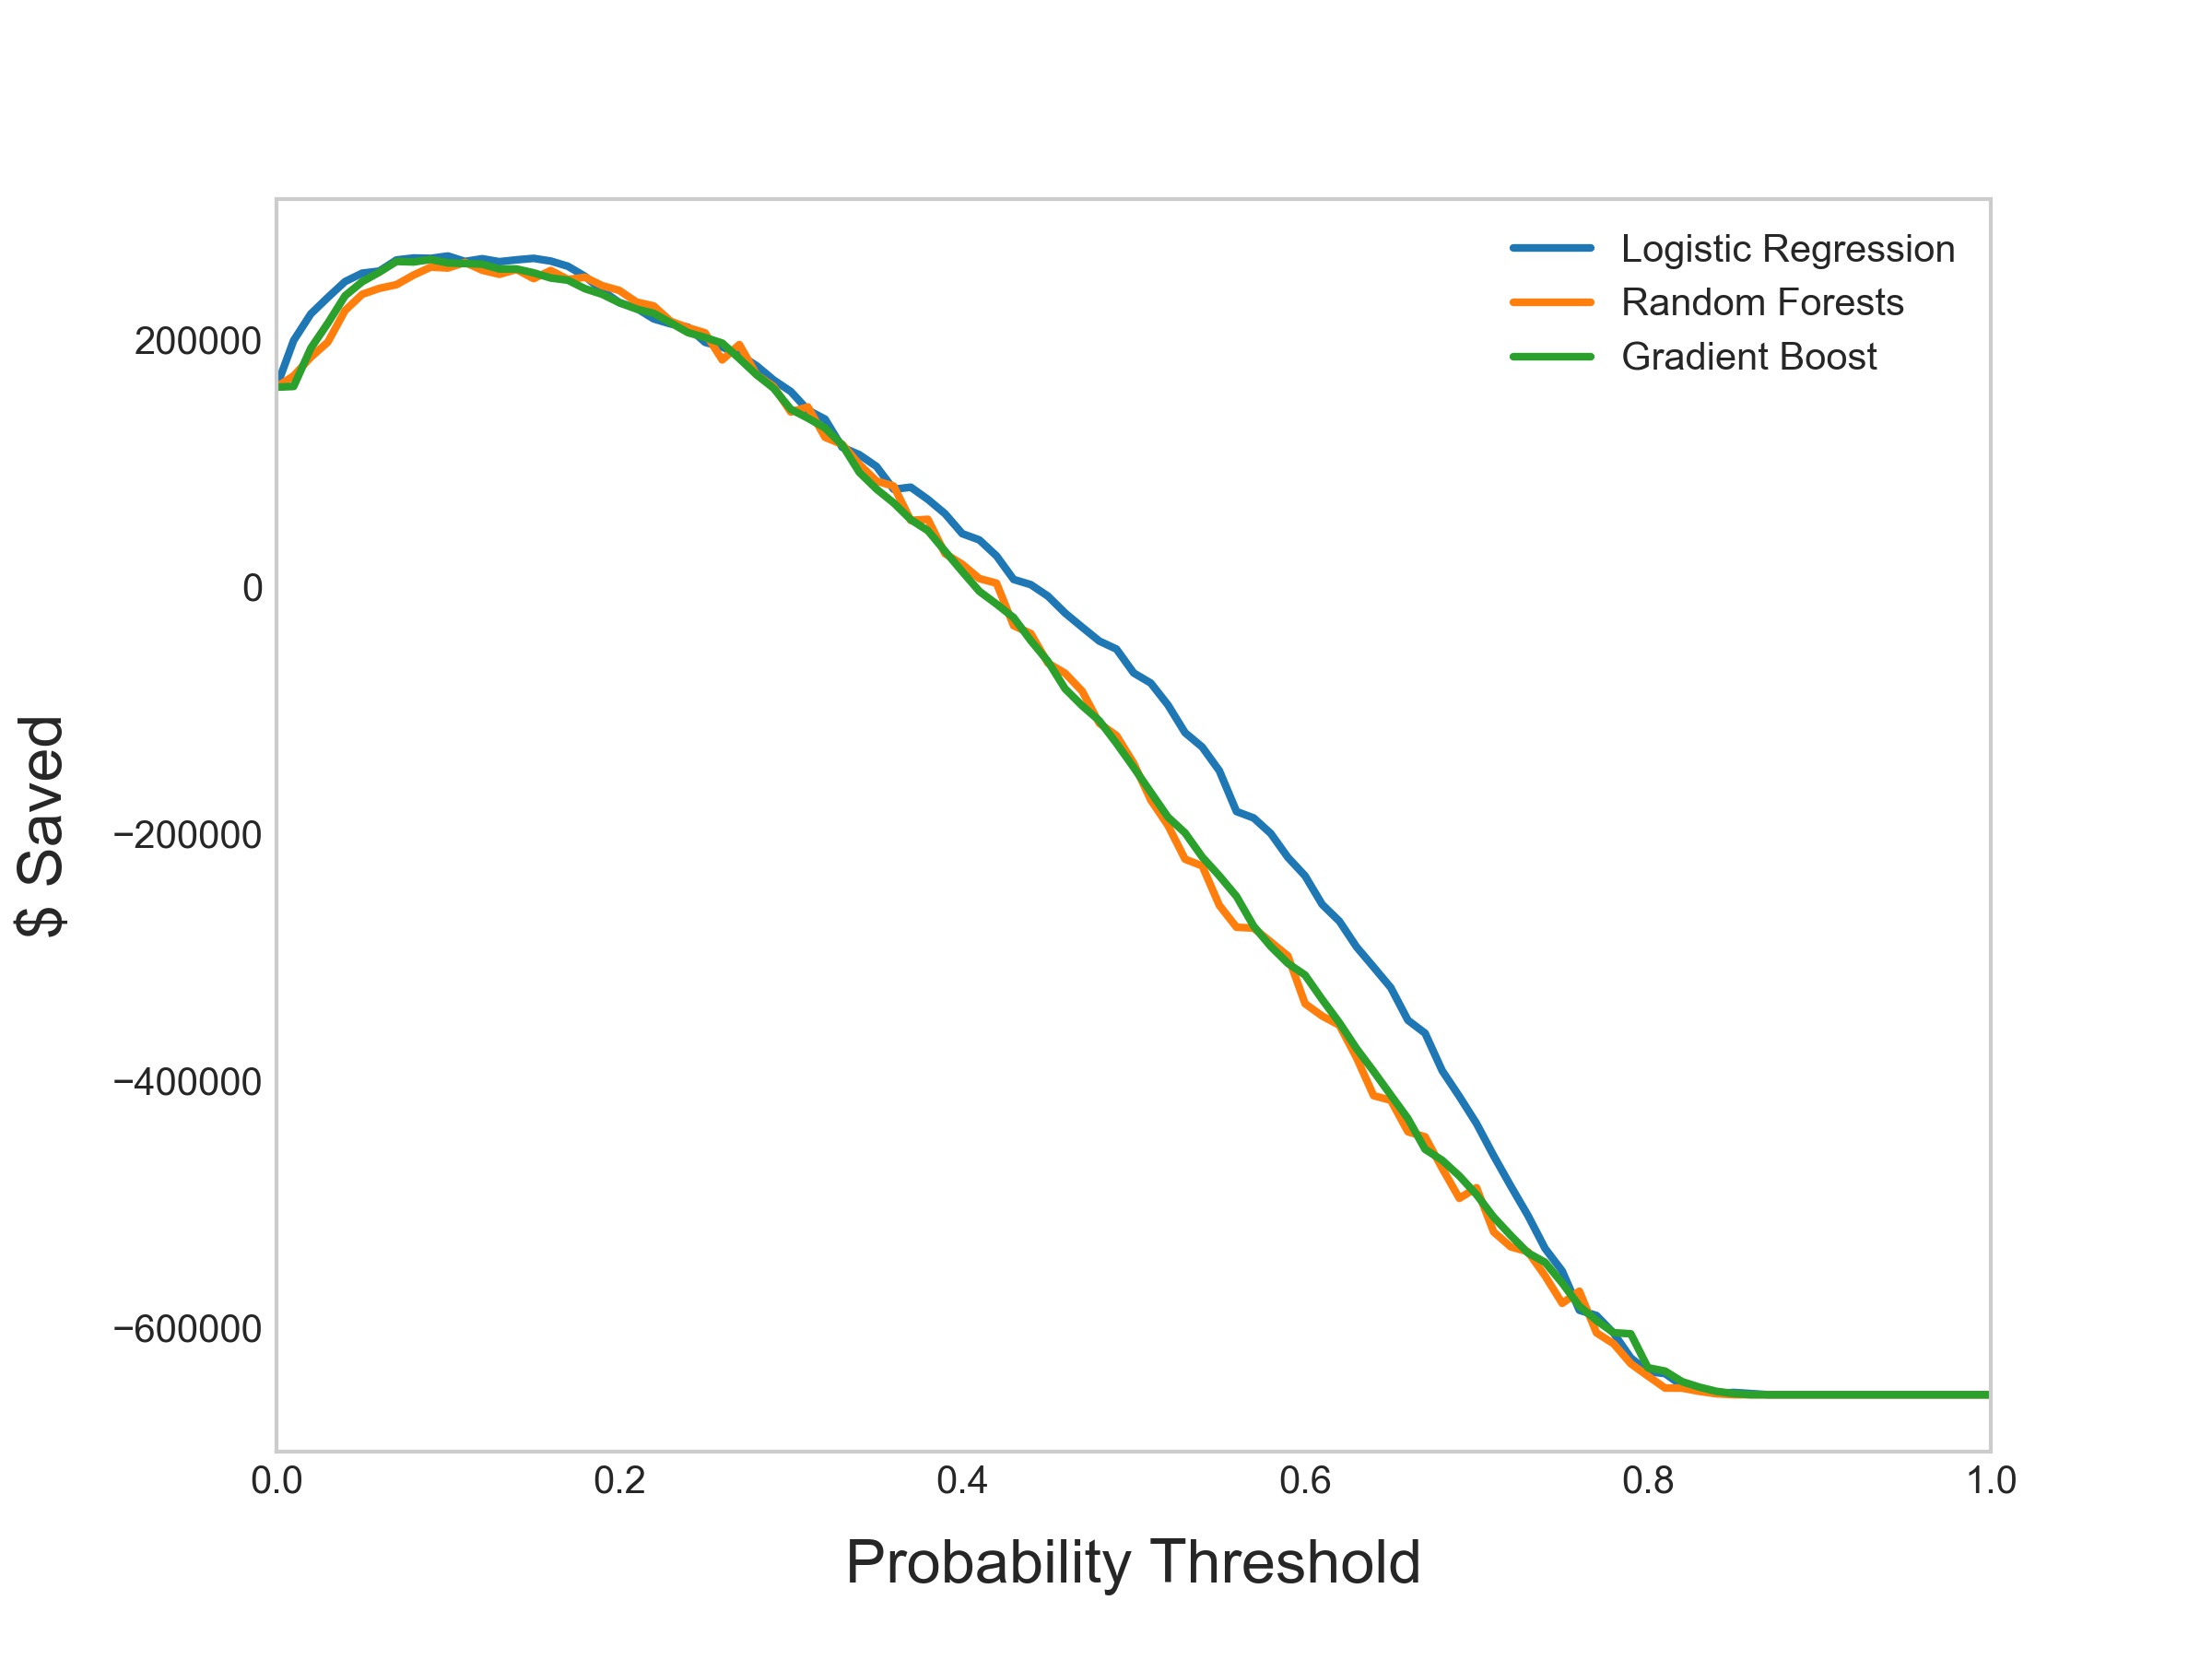 Logistic Regression
Random Forests
Gradient Boost
200000
0
−200000
−400000
−600000
$ Saved
0.0 0.2 0.4 0.6 0.8 1.0
Probability Threshold